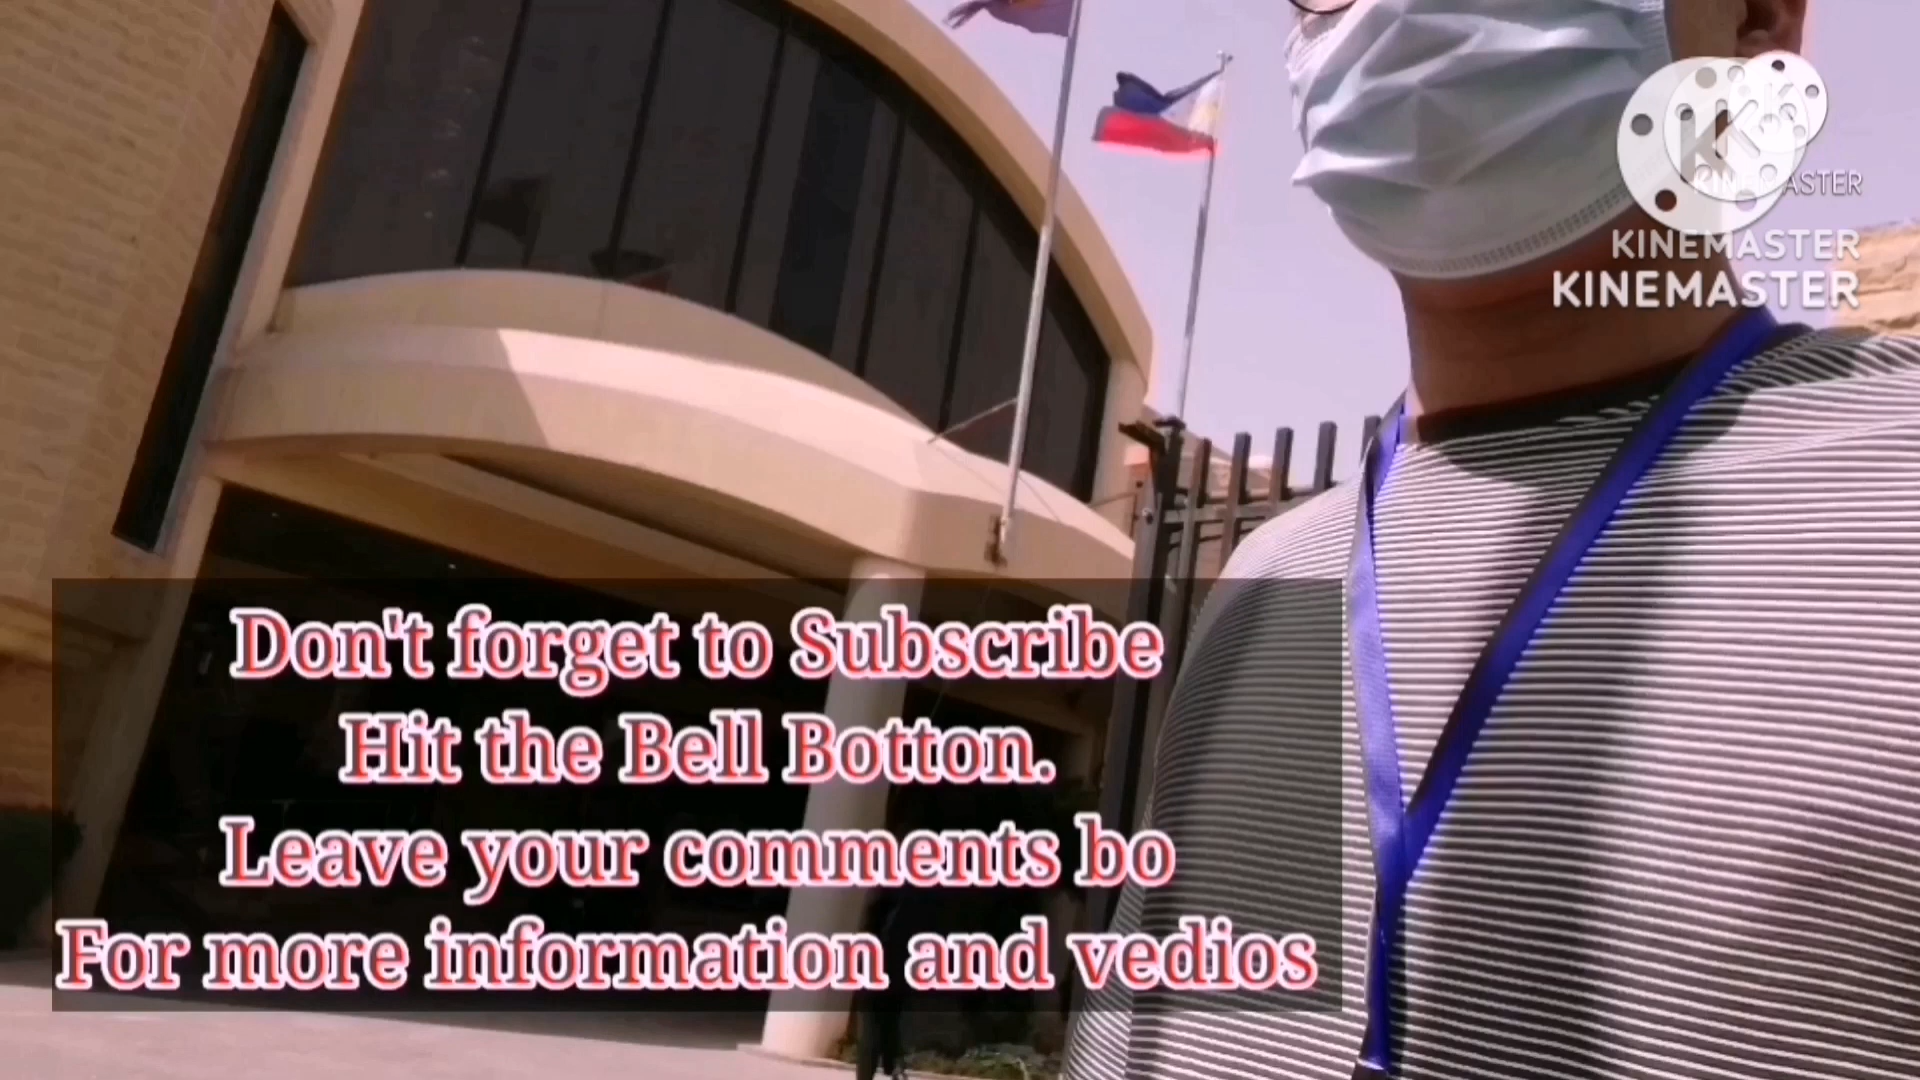 KINEMASTER
KINEMASTER
KINEMASTER
Don't forget to Subscribe
Hit the Bell Botton.
Leave your comments bo
For more information and vedios